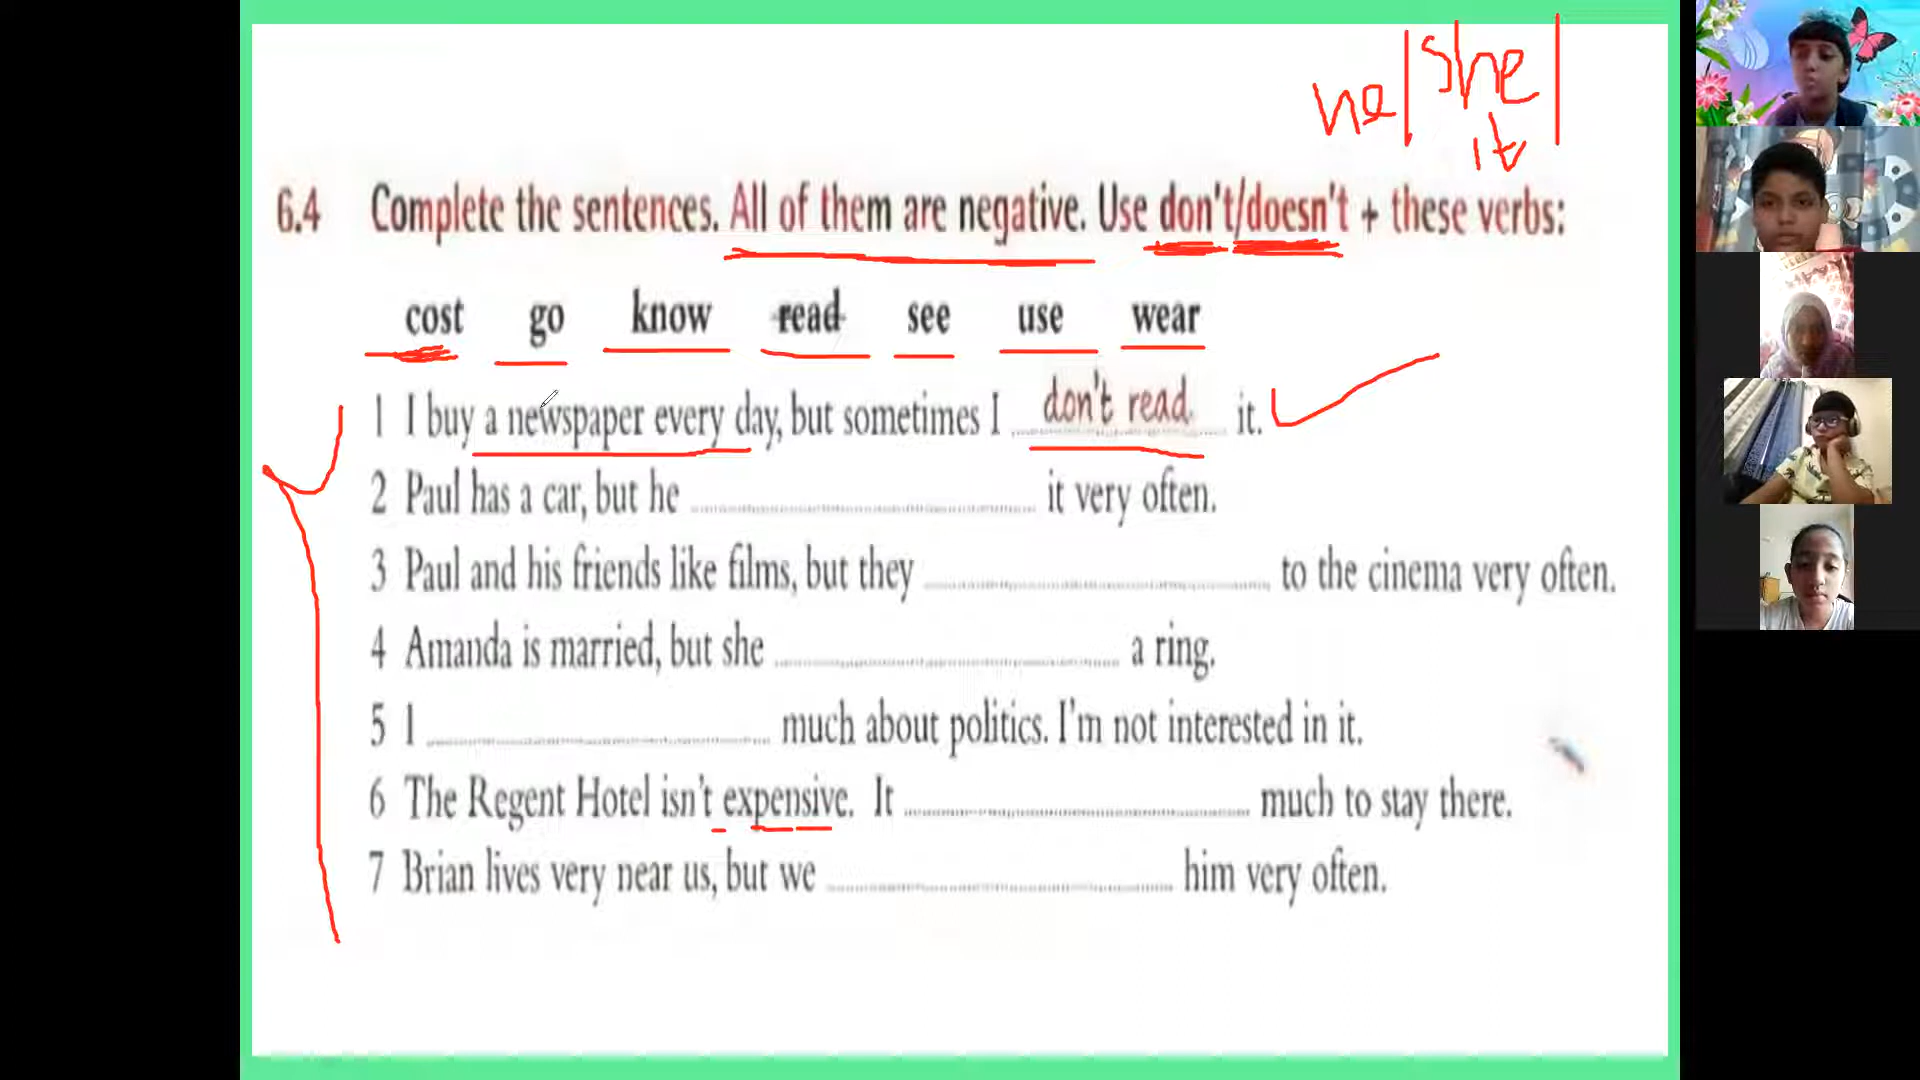 he|she|
it
6.4 Complete the sentences. All of them are negative. Use don't/doesn't + these verbs:
cost go know read see use wear
1 I buy a newspaper every day, but sometimes I don't read it.
2 Paul has a car, but he ........ it very often.
3 Paul and his friends like films, but they ........ to the cinema very often.
4 Amanda is married, but she ........ a ring.
5 I ........ much about politics. I'm not interested in it.
6 The Regent Hotel isn't expensive. It ........ much to stay there.
7 Brian lives very near us, but we ........ him very often.